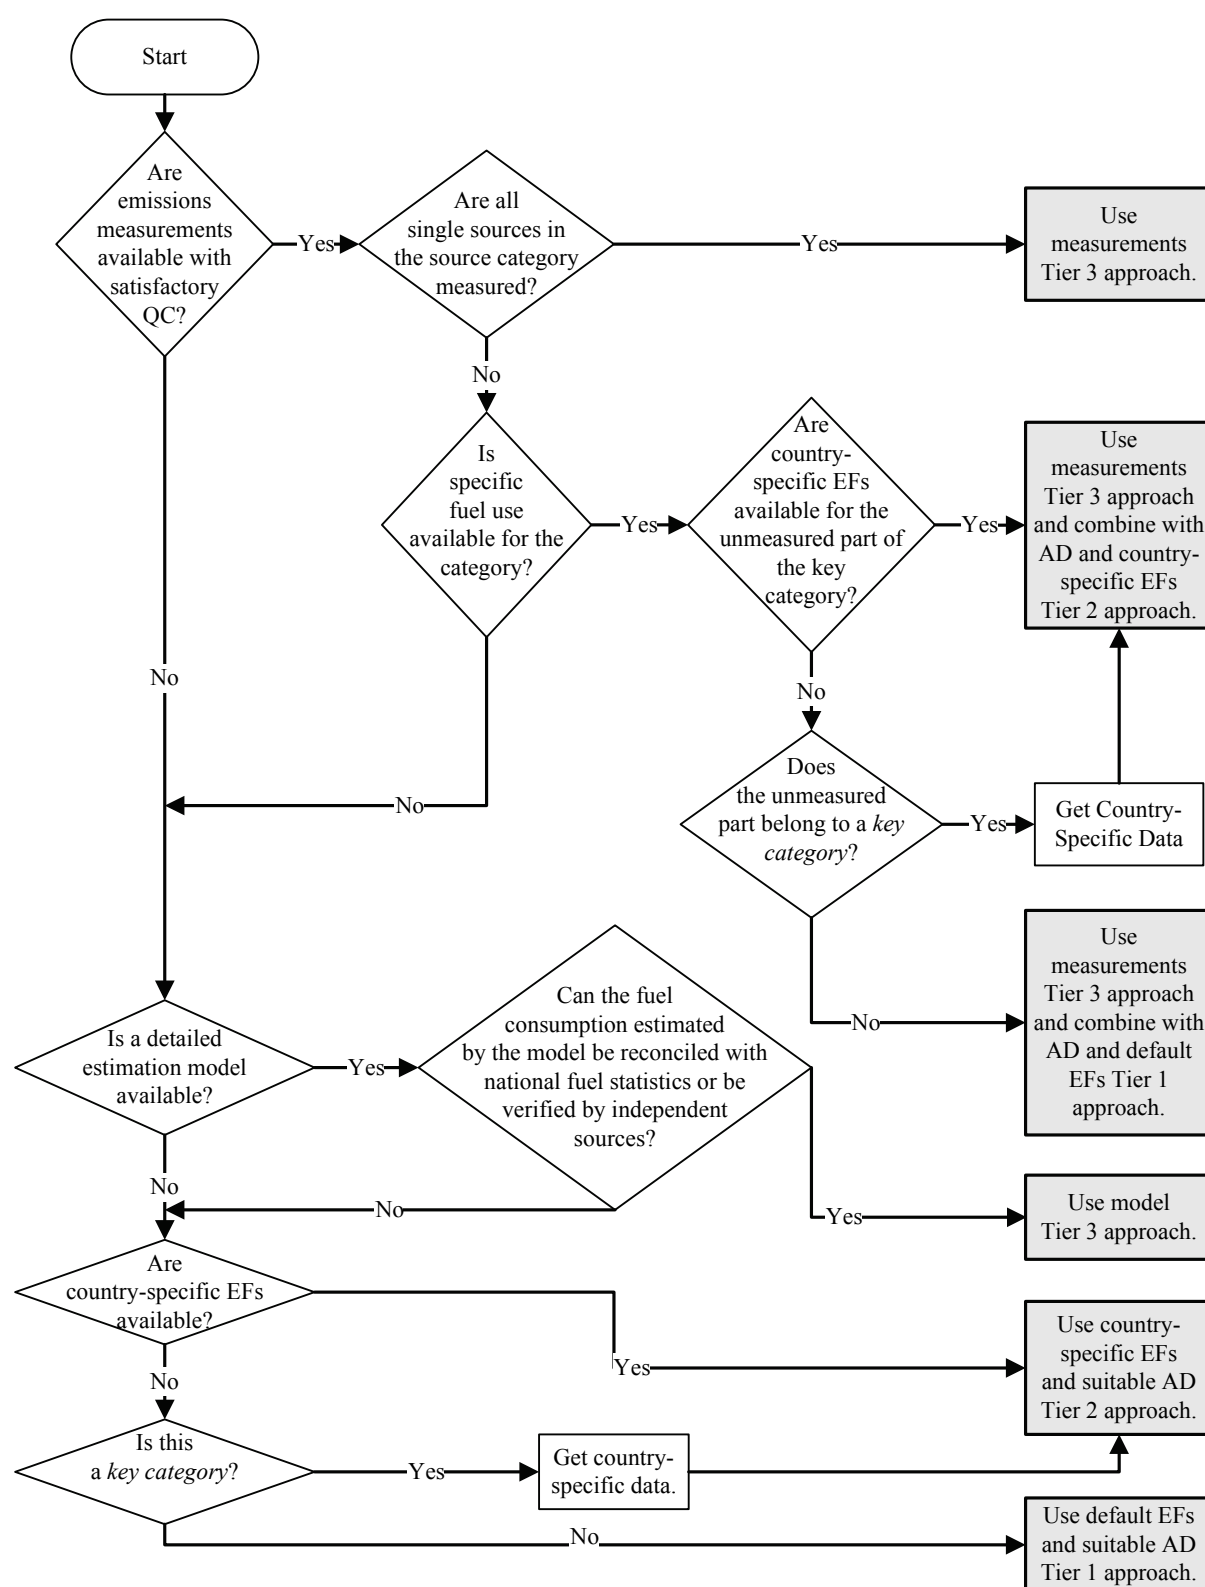 Start
Are
emissions
measurements
available with
satisfactory
QC?
Yes
Are all
single sources in
the source category
measured?
Yes
Use
measurements
Tier 3 approach.
No
Is
specific
fuel use
available for the
category?
Yes
Are
country-
specific EFs
available for the
unmeasured part of
the key
category?
Yes
Use
measurements
Tier 3 approach
and combine with
AD and country-
specific EFs
Tier 2 approach.
No
No
Does
the unmeasured
part belong to a key
category?
Yes
Get Country-
Specific Data
No
Use
measurements
Tier 3 approach
and combine with
AD and default
EFs Tier 1
approach.
No
Is a detailed
estimation model
available?
Yes
Can the fuel
consumption estimated
by the model be reconciled with
national fuel statistics or be
verified by independent
sources?
No
No
Yes
Use model
Tier 3 approach.
Are
country-specific EFs
available?
Yes
Use country-
specific EFs
and suitable AD
Tier 2 approach.
No
Is this
a key category?
Yes
Get country-
specific data.
No
Use default EFs
and suitable AD
Tier 1 approach.